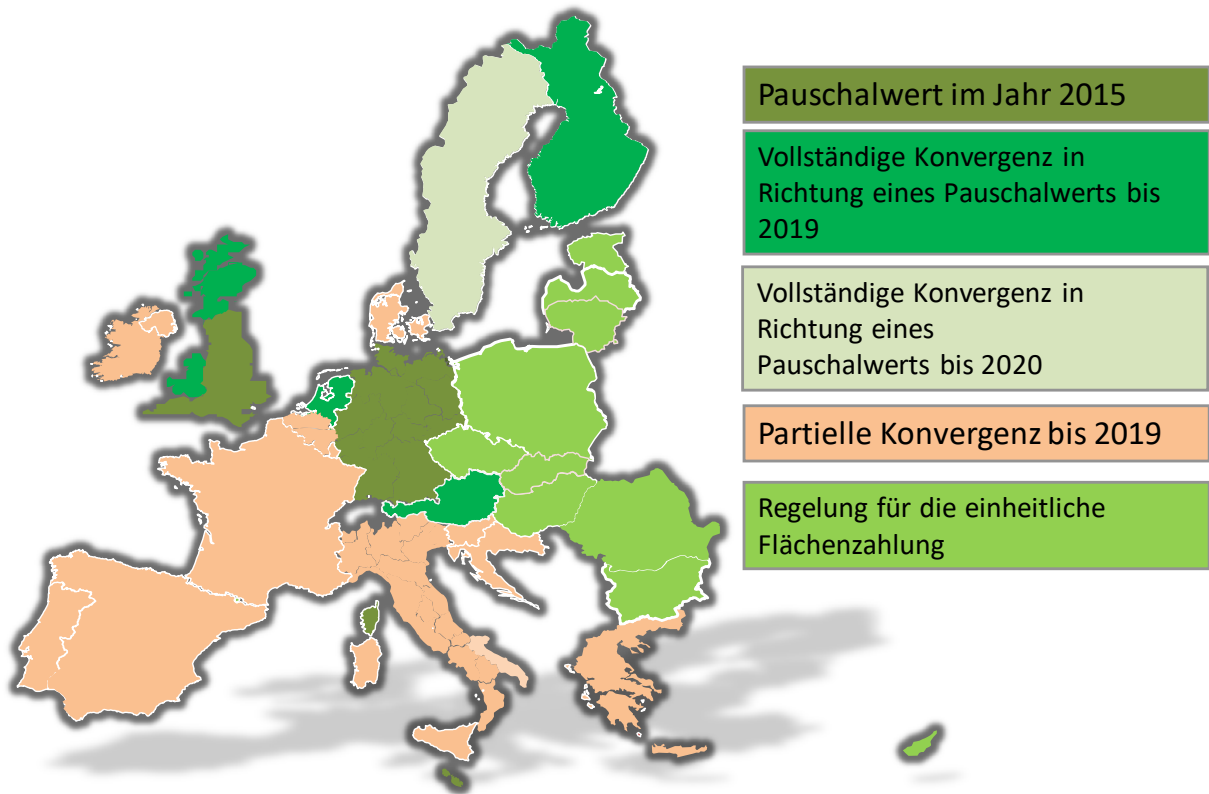 Pauschalwert im Jahr 2015
Vollständige Konvergenz in
Richtung eines Pauschalwerts bis
2019
Vollständige Konvergenz in
Richtung eines
Pauschalwerts bis 2020
Partielle Konvergenz bis 2019
Regelung für die einheitliche
Flächenzahlung